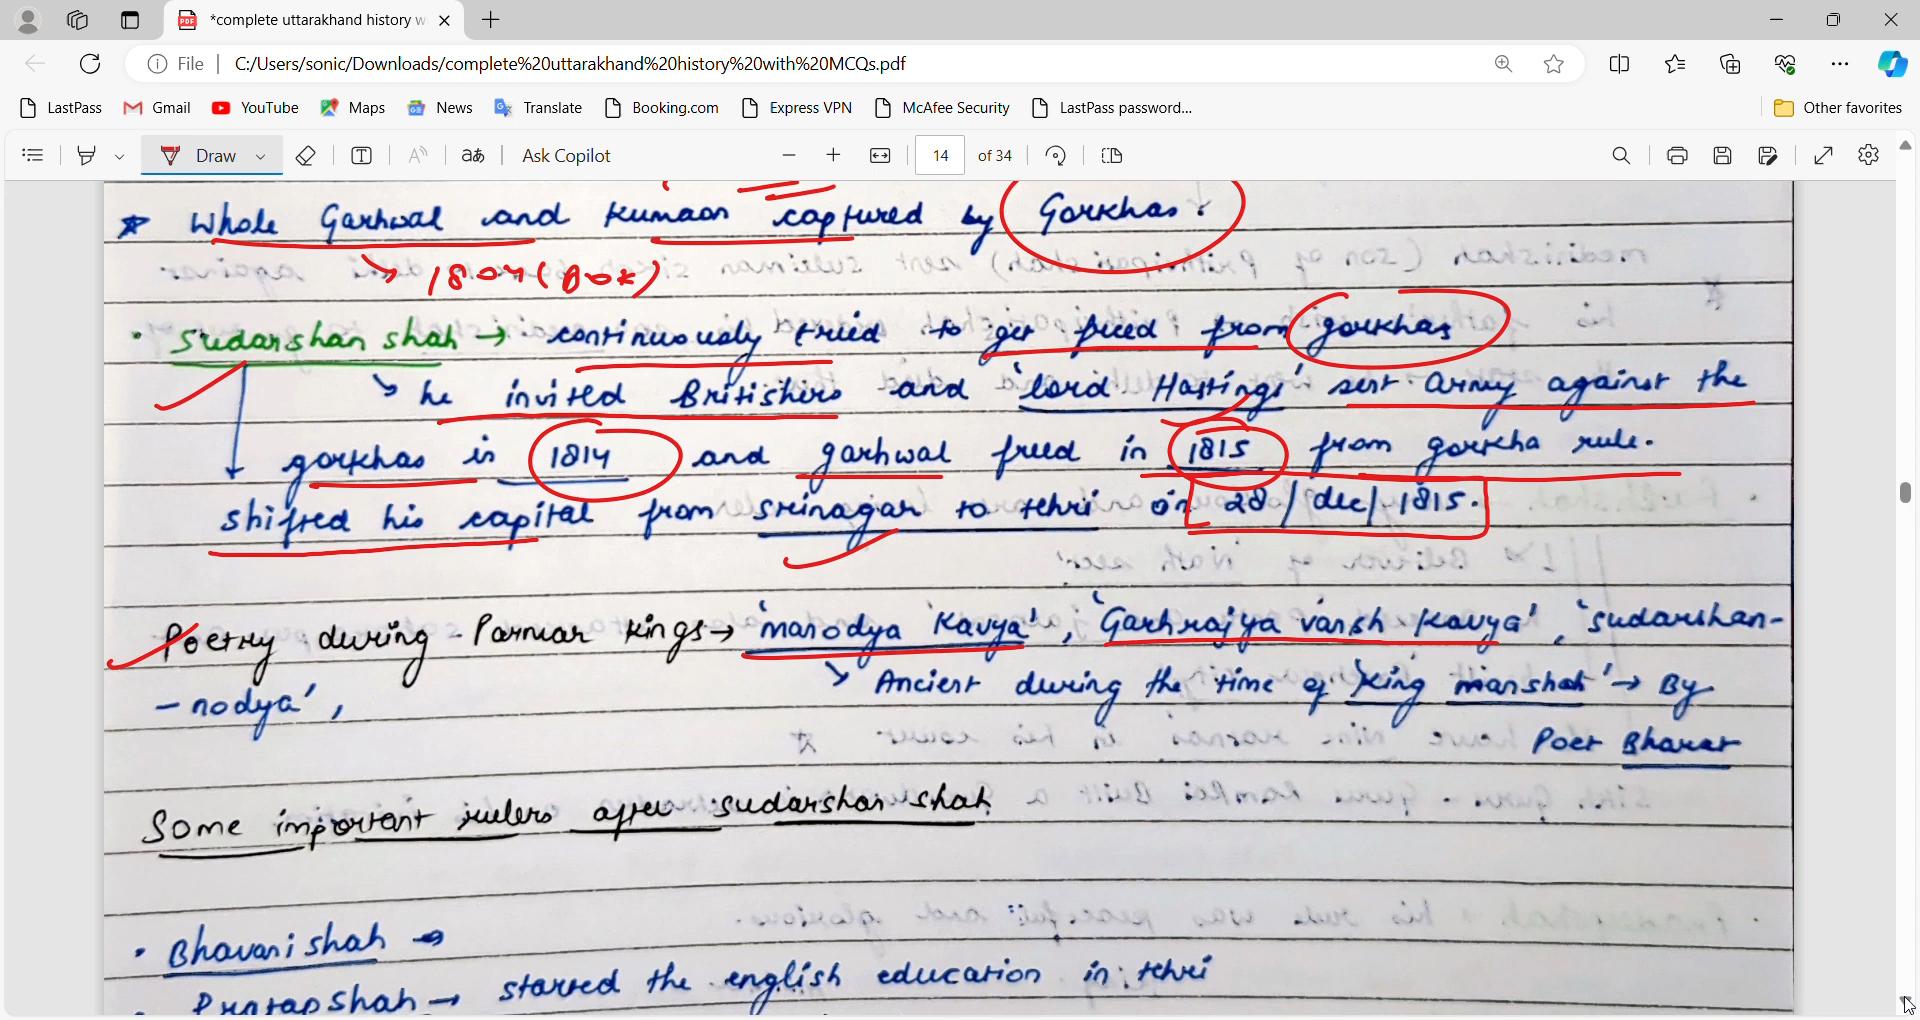 *complete uttarakhand history w
File
C:/Users/sonic/Downloads/complete%20uttarakhand%20history%20with%20MCQs.pdf
LastPass
Gmail
YouTube
Maps
News
Translate
Booking.com
Express VPN
McAfee Security
LastPass password...
Other favorites
Draw
Ask Copilot
14
of 34
* Whole Garhwal and Kumaon captured by Gorkhas.
↳ 1804
• Sudarshan shah → continuously tried to get freed from gorkhas
↳ he invited Britishers and 'lord Hastings' sent army against the
gorkhas in 1814 and garhwal freed in 1815 from gorkha rule.
shifted his capital from srinagar to tehri on 28/dec/1815.
Poetry during Parmar Kings → 'manodya Kavya', 'Garhrajya vansh kavya', 'sudarshan-
- nodya',
↳ Ancient during the time of 'King manshah' → By
Poet Bharat
Some important rulers after sudarshan shah
• Bhavani shah →
• Pratap Shah → started the english education in tehri